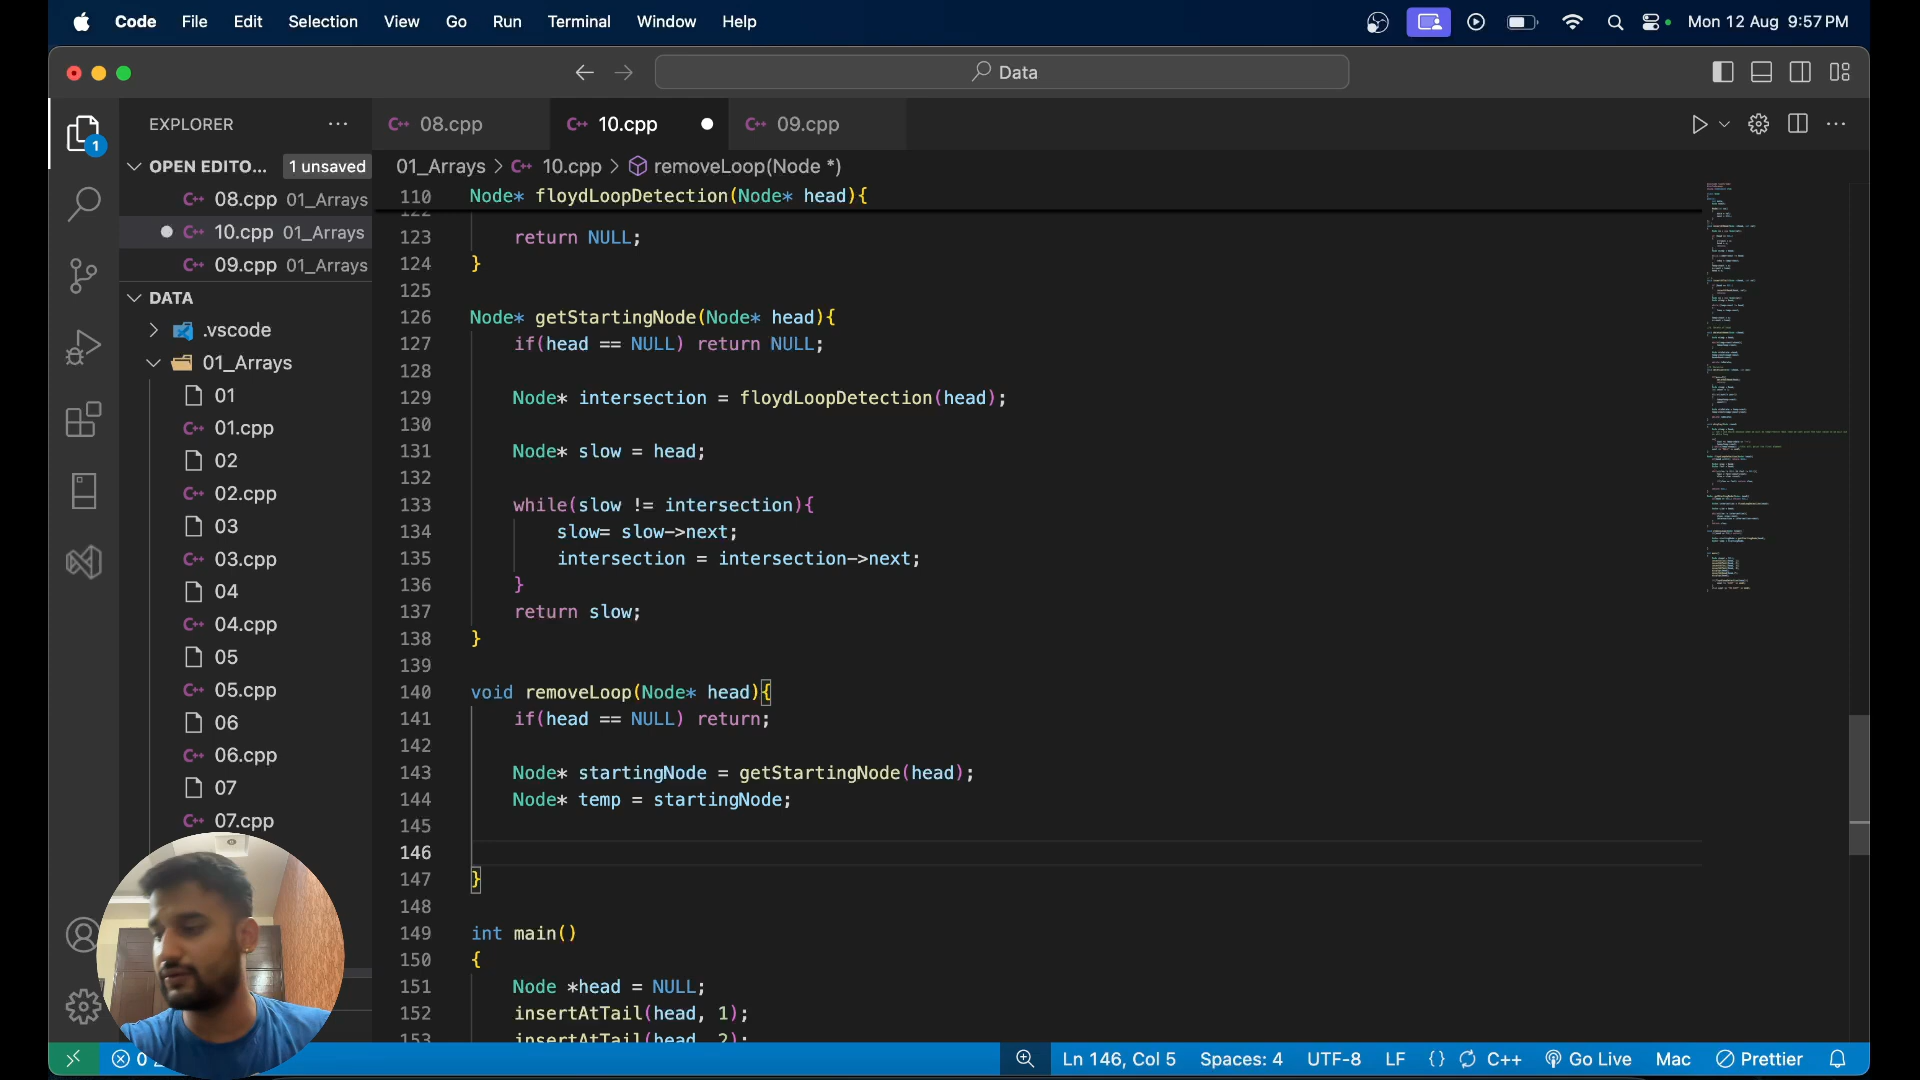 Code File Edit Selection View Go Run Terminal Window Help Mon 12 Aug 9:57 PM
Data
EXPLORER
08.cpp 10.cpp 09.cpp
OPEN EDITO... 1 unsaved
01_Arrays > 10.cpp > removeLoop(Node *)
08.cpp 01_Arrays
10.cpp 01_Arrays
09.cpp 01_Arrays
DATA
.vscode
01_Arrays
01
01.cpp
02
02.cpp
03
03.cpp
04
04.cpp
05
05.cpp
06
06.cpp
07
07.cpp
1
110 Node* floydLoopDetection(Node* head){
122
123 return NULL;
124 }
125
126 Node* getStartingNode(Node* head){
127 if(head == NULL) return NULL;
128
129 Node* intersection = floydLoopDetection(head);
130
131 Node* slow = head;
132
133 while(slow != intersection){
134 slow= slow->next;
135 intersection = intersection->next;
136 }
137 return slow;
138 }
139
140 void removeLoop(Node* head){
141 if(head == NULL) return;
142
143 Node* startingNode = getStartingNode(head);
144 Node* temp = startingNode;
145
146
147 }
148
149 int main()
150 {
151 Node *head = NULL;
152 insertAtTail(head, 1);
153 insertAtTail(head, 2);
0 Ln 146, Col 5 Spaces: 4 UTF-8 LF {} C++ Go Live Mac Prettier